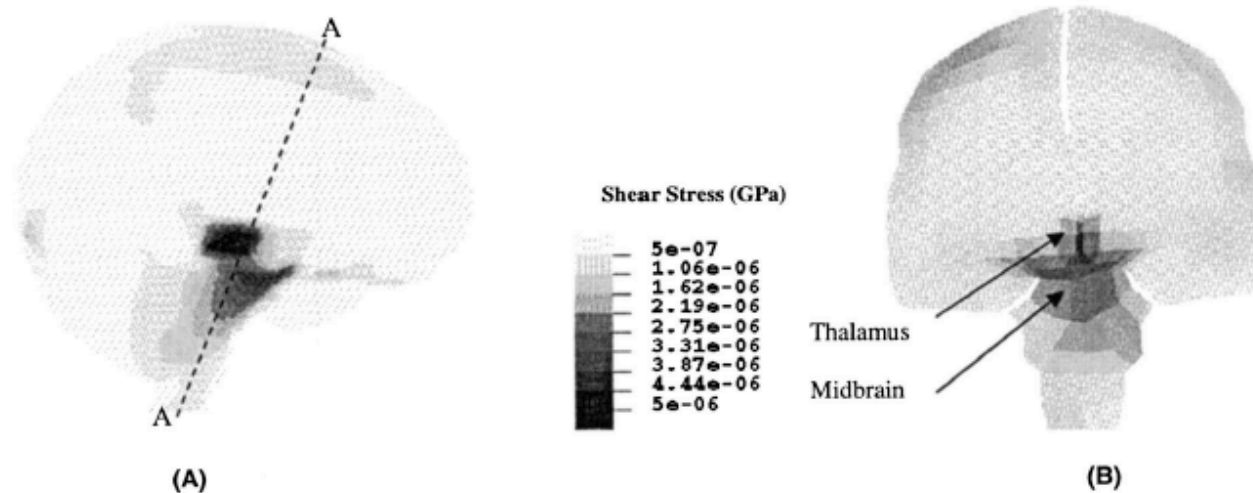 A
A
(A)
Shear Stress (GPa)
5e-07
1.06e-06
1.62e-06
2.19e-06
2.75e-06
3.31e-06
3.87e-06
4.44e-06
5e-06
Thalamus
Midbrain
(B)